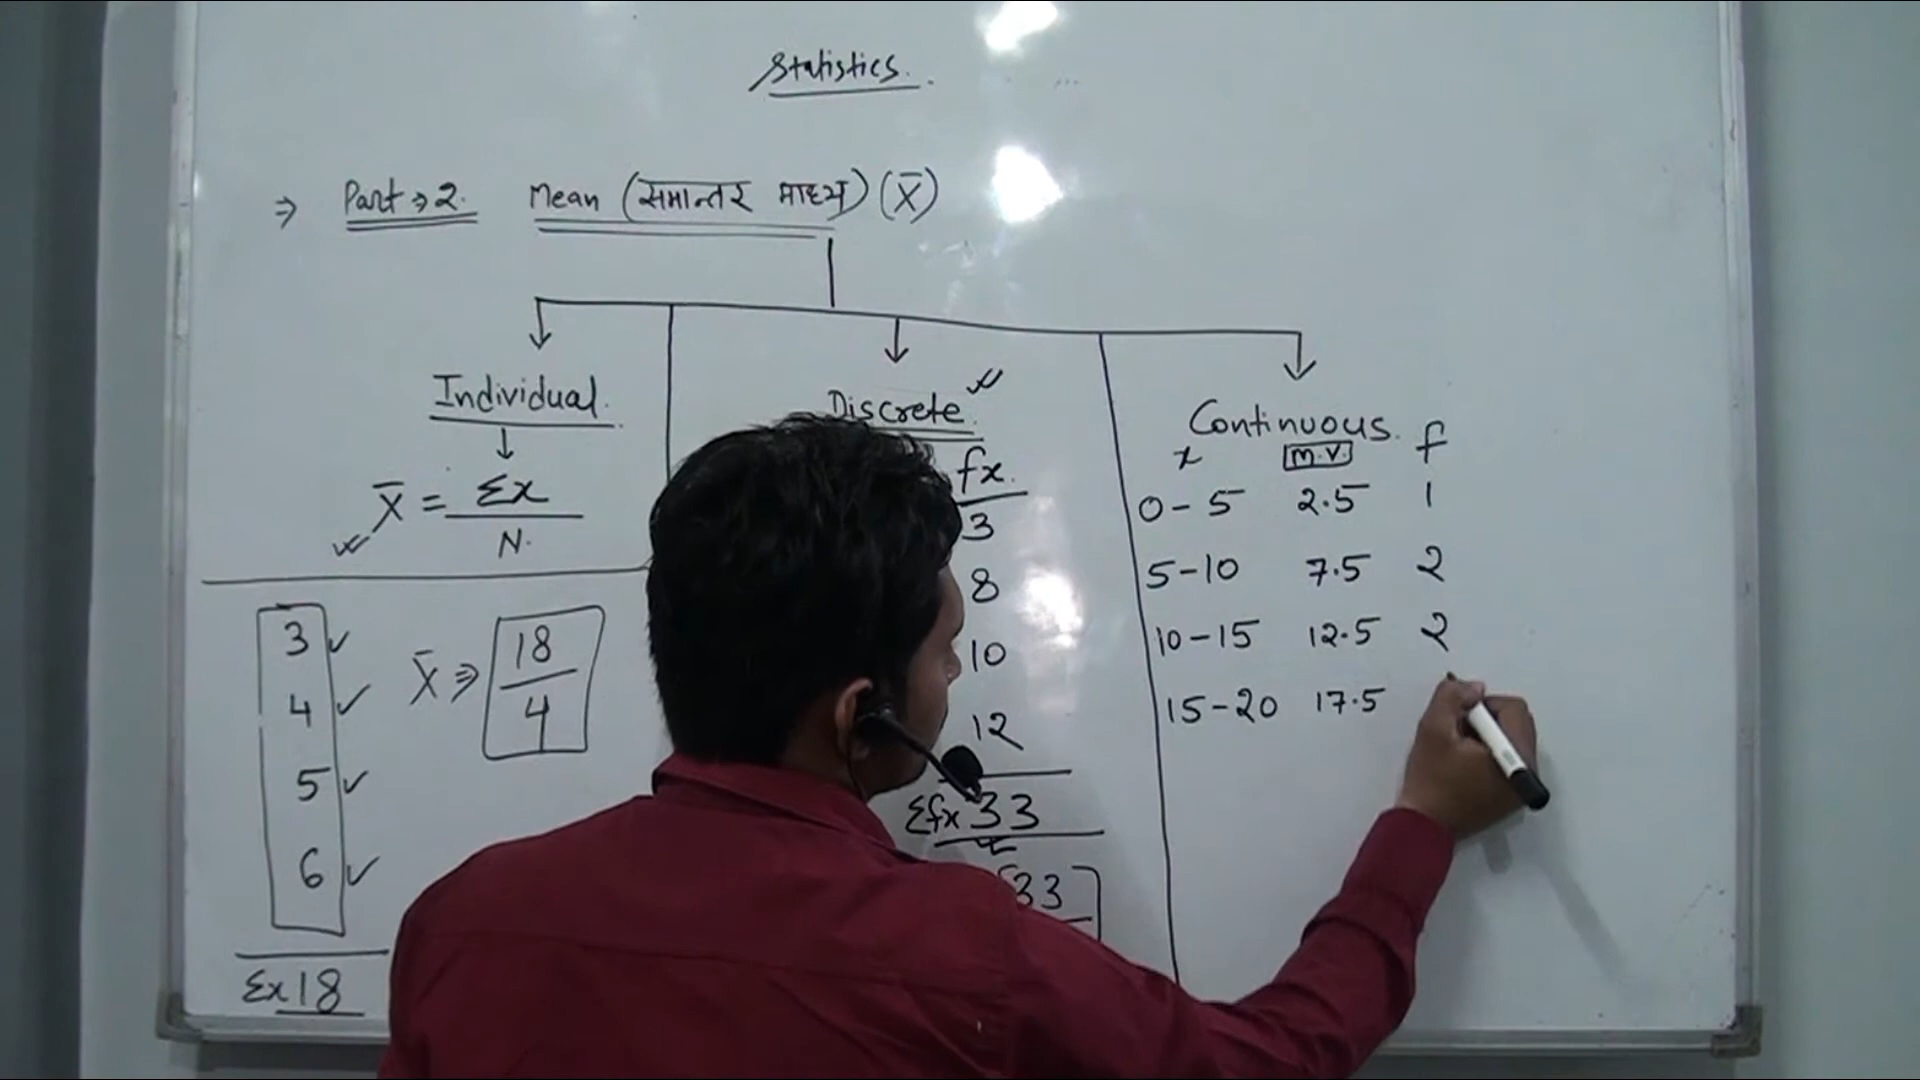 Statistics.
⇒ Part → 2. Mean (समान्तर माध्य) (X̄)
Individual.
X̄ = Σx / N.
3
4
5
6
Σx 18
X̄ ⇒ 18 / 4
Discrete
fx.
3
8
10
12
Σfx 33
33
Continuous.
x m.v. f
0-5 2.5 1
5-10 7.5 2
10-15 12.5 2
15-20 17.5